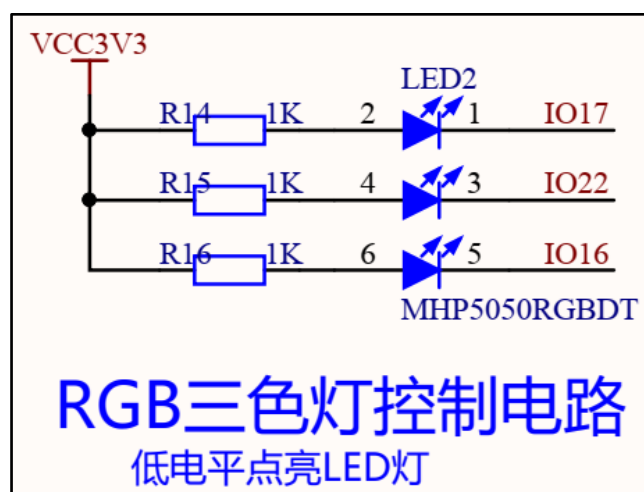 VCC3V3
LED2
R14 1K 2 1 IO17
R15 1K 4 3 IO22
R16 1K 6 5 IO16
MHP5050RGBDT
RGB三色灯控制电路
低电平点亮LED灯